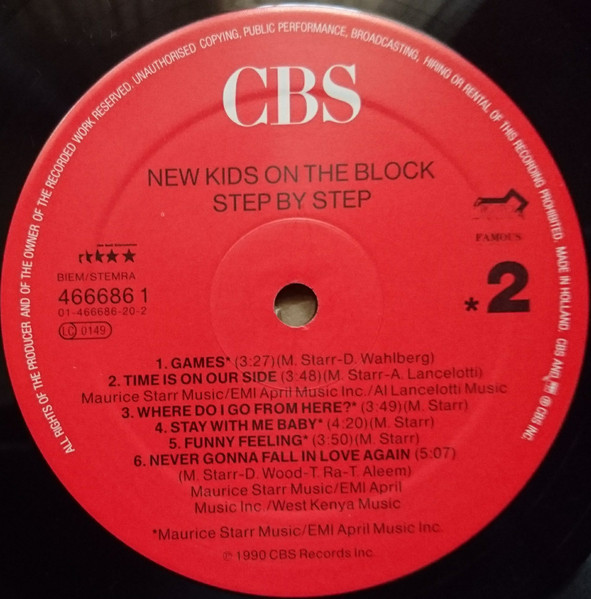 ALL RIGHTS OF THE PRODUCER AND OF THE OWNER OF THE RECORDED WORK RESERVED. UNAUTHORISED COPYING, PUBLIC PERFORMANCE, BROADCASTING, HIRING OR RENTAL OF THIS RECORDING PROHIBITED. MADE IN HOLLAND. CBS AND ® © CBS INC.
CBS
NEW KIDS ON THE BLOCK
STEP BY STEP
FAMOUS
BIEM/STEMRA
466686 1
01-466686-20-2
LC 0149
*2
1. GAMES* (3:27)(M. Starr-D. Wahlberg)
2. TIME IS ON OUR SIDE (3:48)(M. Starr-A. Lancelotti)
Maurice Starr Music/EMI April Music Inc./Al Lancelotti Music
3. WHERE DO I GO FROM HERE?* (3:49)(M. Starr)
4. STAY WITH ME BABY* (4:20)(M. Starr)
5. FUNNY FEELING* (3:50)(M. Starr)
6. NEVER GONNA FALL IN LOVE AGAIN (5:07)
(M. Starr-D. Wood-T. Ra-T. Aleem)
Maurice Starr Music/EMI April
Music Inc./West Kenya Music
*Maurice Starr Music/EMI April Music Inc.
℗ 1990 CBS Records Inc.